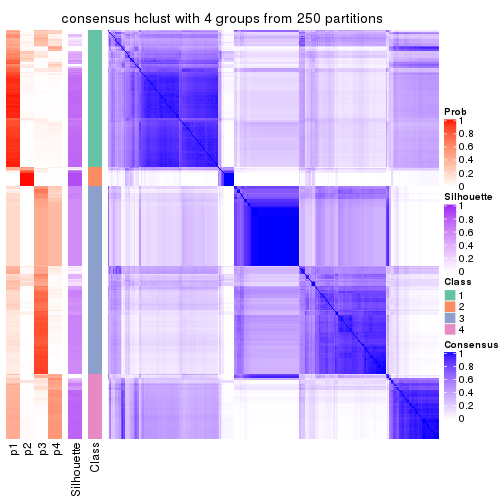 consensus hclust with 4 groups from 250 partitions
Prob
1
0.8
0.6
0.4
0.2
0
Silhouette
1
0.8
0.6
0.4
0.2
0
Class
1
2
3
4
Consensus
1
0.8
0.6
0.4
0.2
0
p1
p2
p3
p4
Silhouette
Class